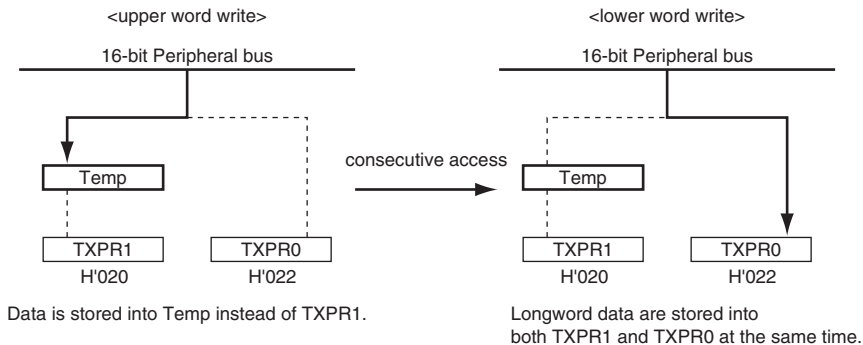 <upper word write>
16-bit Peripheral bus
Temp
TXPR1
TXPR0
H'020
H'022
Data is stored into Temp instead of TXPR1.
consecutive access
<lower word write>
16-bit Peripheral bus
Temp
TXPR1
TXPR0
H'020
H'022
Longword data are stored into
both TXPR1 and TXPR0 at the same time.